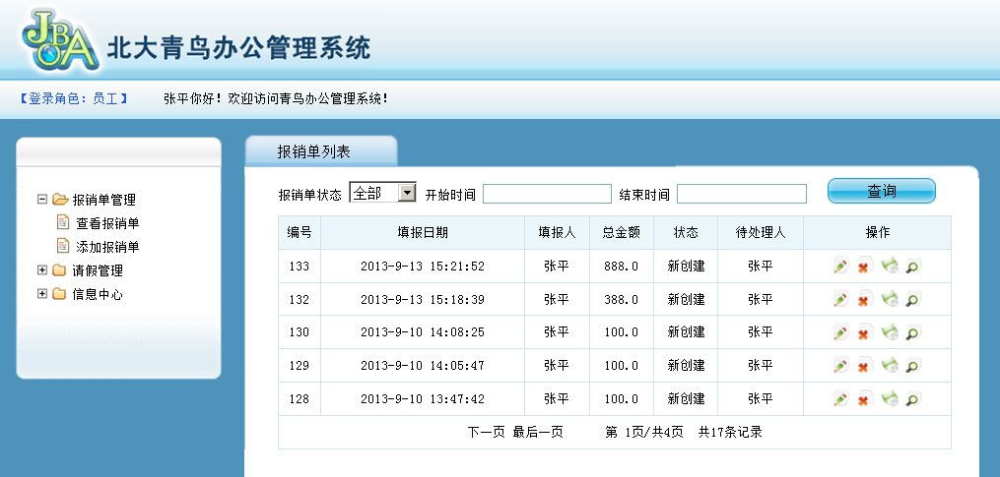 JBOA 北大青鸟办公管理系统
【登录角色：员工】 张平你好！欢迎访问青鸟办公管理系统！
报销单管理
查看报销单
添加报销单
请假管理
信息中心
报销单列表
报销单状态 全部 开始时间 结束时间 查询
编号 填报日期 填报人 总金额 状态 待处理人 操作
133 2013-9-13 15:21:52 张平 888.0 新创建 张平
132 2013-9-13 15:18:39 张平 388.0 新创建 张平
130 2013-9-10 14:08:25 张平 100.0 新创建 张平
129 2013-9-10 14:05:47 张平 100.0 新创建 张平
128 2013-9-10 13:47:42 张平 100.0 新创建 张平
下一页 最后一页 第 1页/共4页 共17条记录